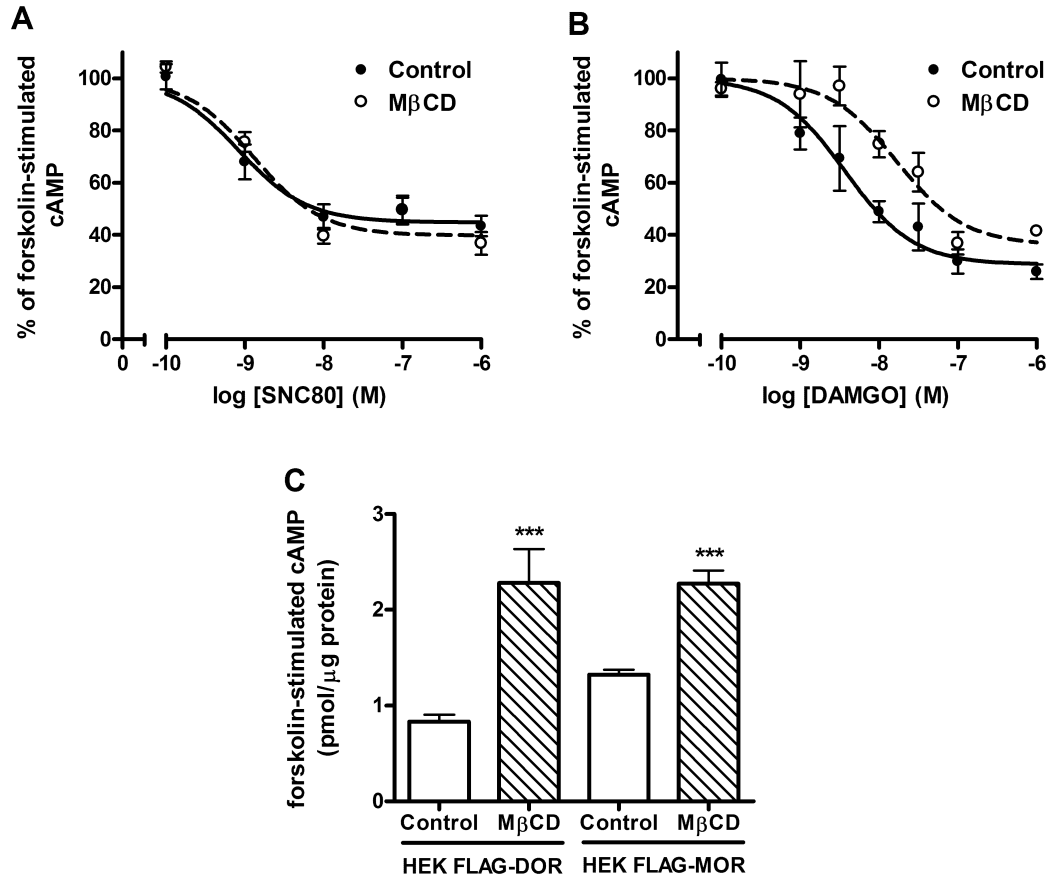 A
% of forskolin-stimulated
cAMP
100
80
60
40
20
0
Control
MβCD
0 -10 -9 -8 -7 -6
log [SNC80] (M)
B
% of forskolin-stimulated
cAMP
100
80
60
40
20
0
Control
MβCD
-10 -9 -8 -7 -6
log [DAMGO] (M)
C
forskolin-stimulated cAMP
(pmol/μg protein)
3
2
1
0
***
***
Control MβCD Control MβCD
HEK FLAG-DOR HEK FLAG-MOR